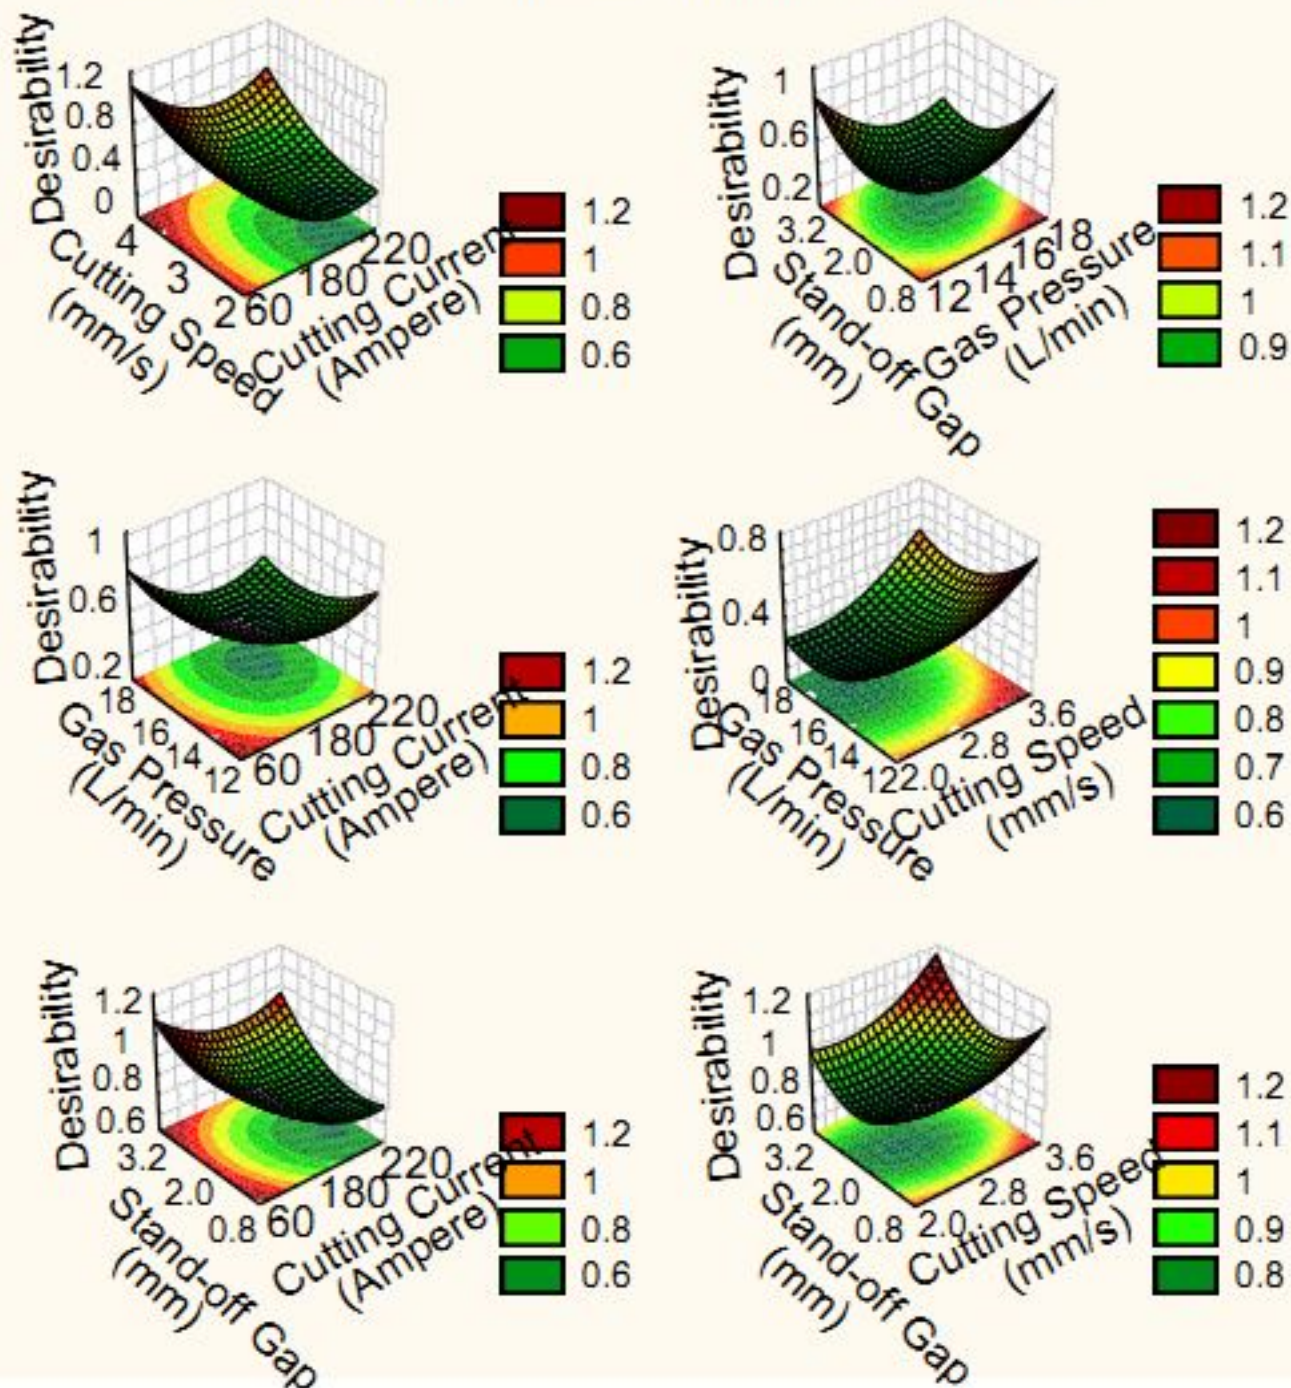 Desirability
1.2
0.8
0.4
0
4
3
2
Cutting Speed
(mm/s)
60
180
220
Cutting Current
(Ampere)
1.2
1
0.8
0.6
Desirability
1
0.6
0.2
3.2
2.0
0.8
Stand-off Gap
(mm)
12
14
16
18
Gas Pressure
(L/min)
1.2
1.1
1
0.9
Desirability
1
0.6
0.2
18
16
14
12
Gas Pressure
(L/min)
60
180
220
Cutting Current
(Ampere)
1.2
1
0.8
0.6
Desirability
0.8
0.4
0
18
16
14
12
Gas Pressure
(L/min)
2.0
2.8
3.6
Cutting Speed
(mm/s)
1.2
1.1
1
0.9
0.8
0.7
0.6
Desirability
1.2
1
0.8
0.6
3.2
2.0
0.8
Stand-off Gap
(mm)
60
180
220
Cutting Current
(Ampere)
1.2
1
0.8
0.6
Desirability
1.2
1
0.8
0.6
3.2
2.0
0.8
Stand-off Gap
(mm)
2.0
2.8
3.6
Cutting Speed
(mm/s)
1.2
1.1
1
0.9
0.8